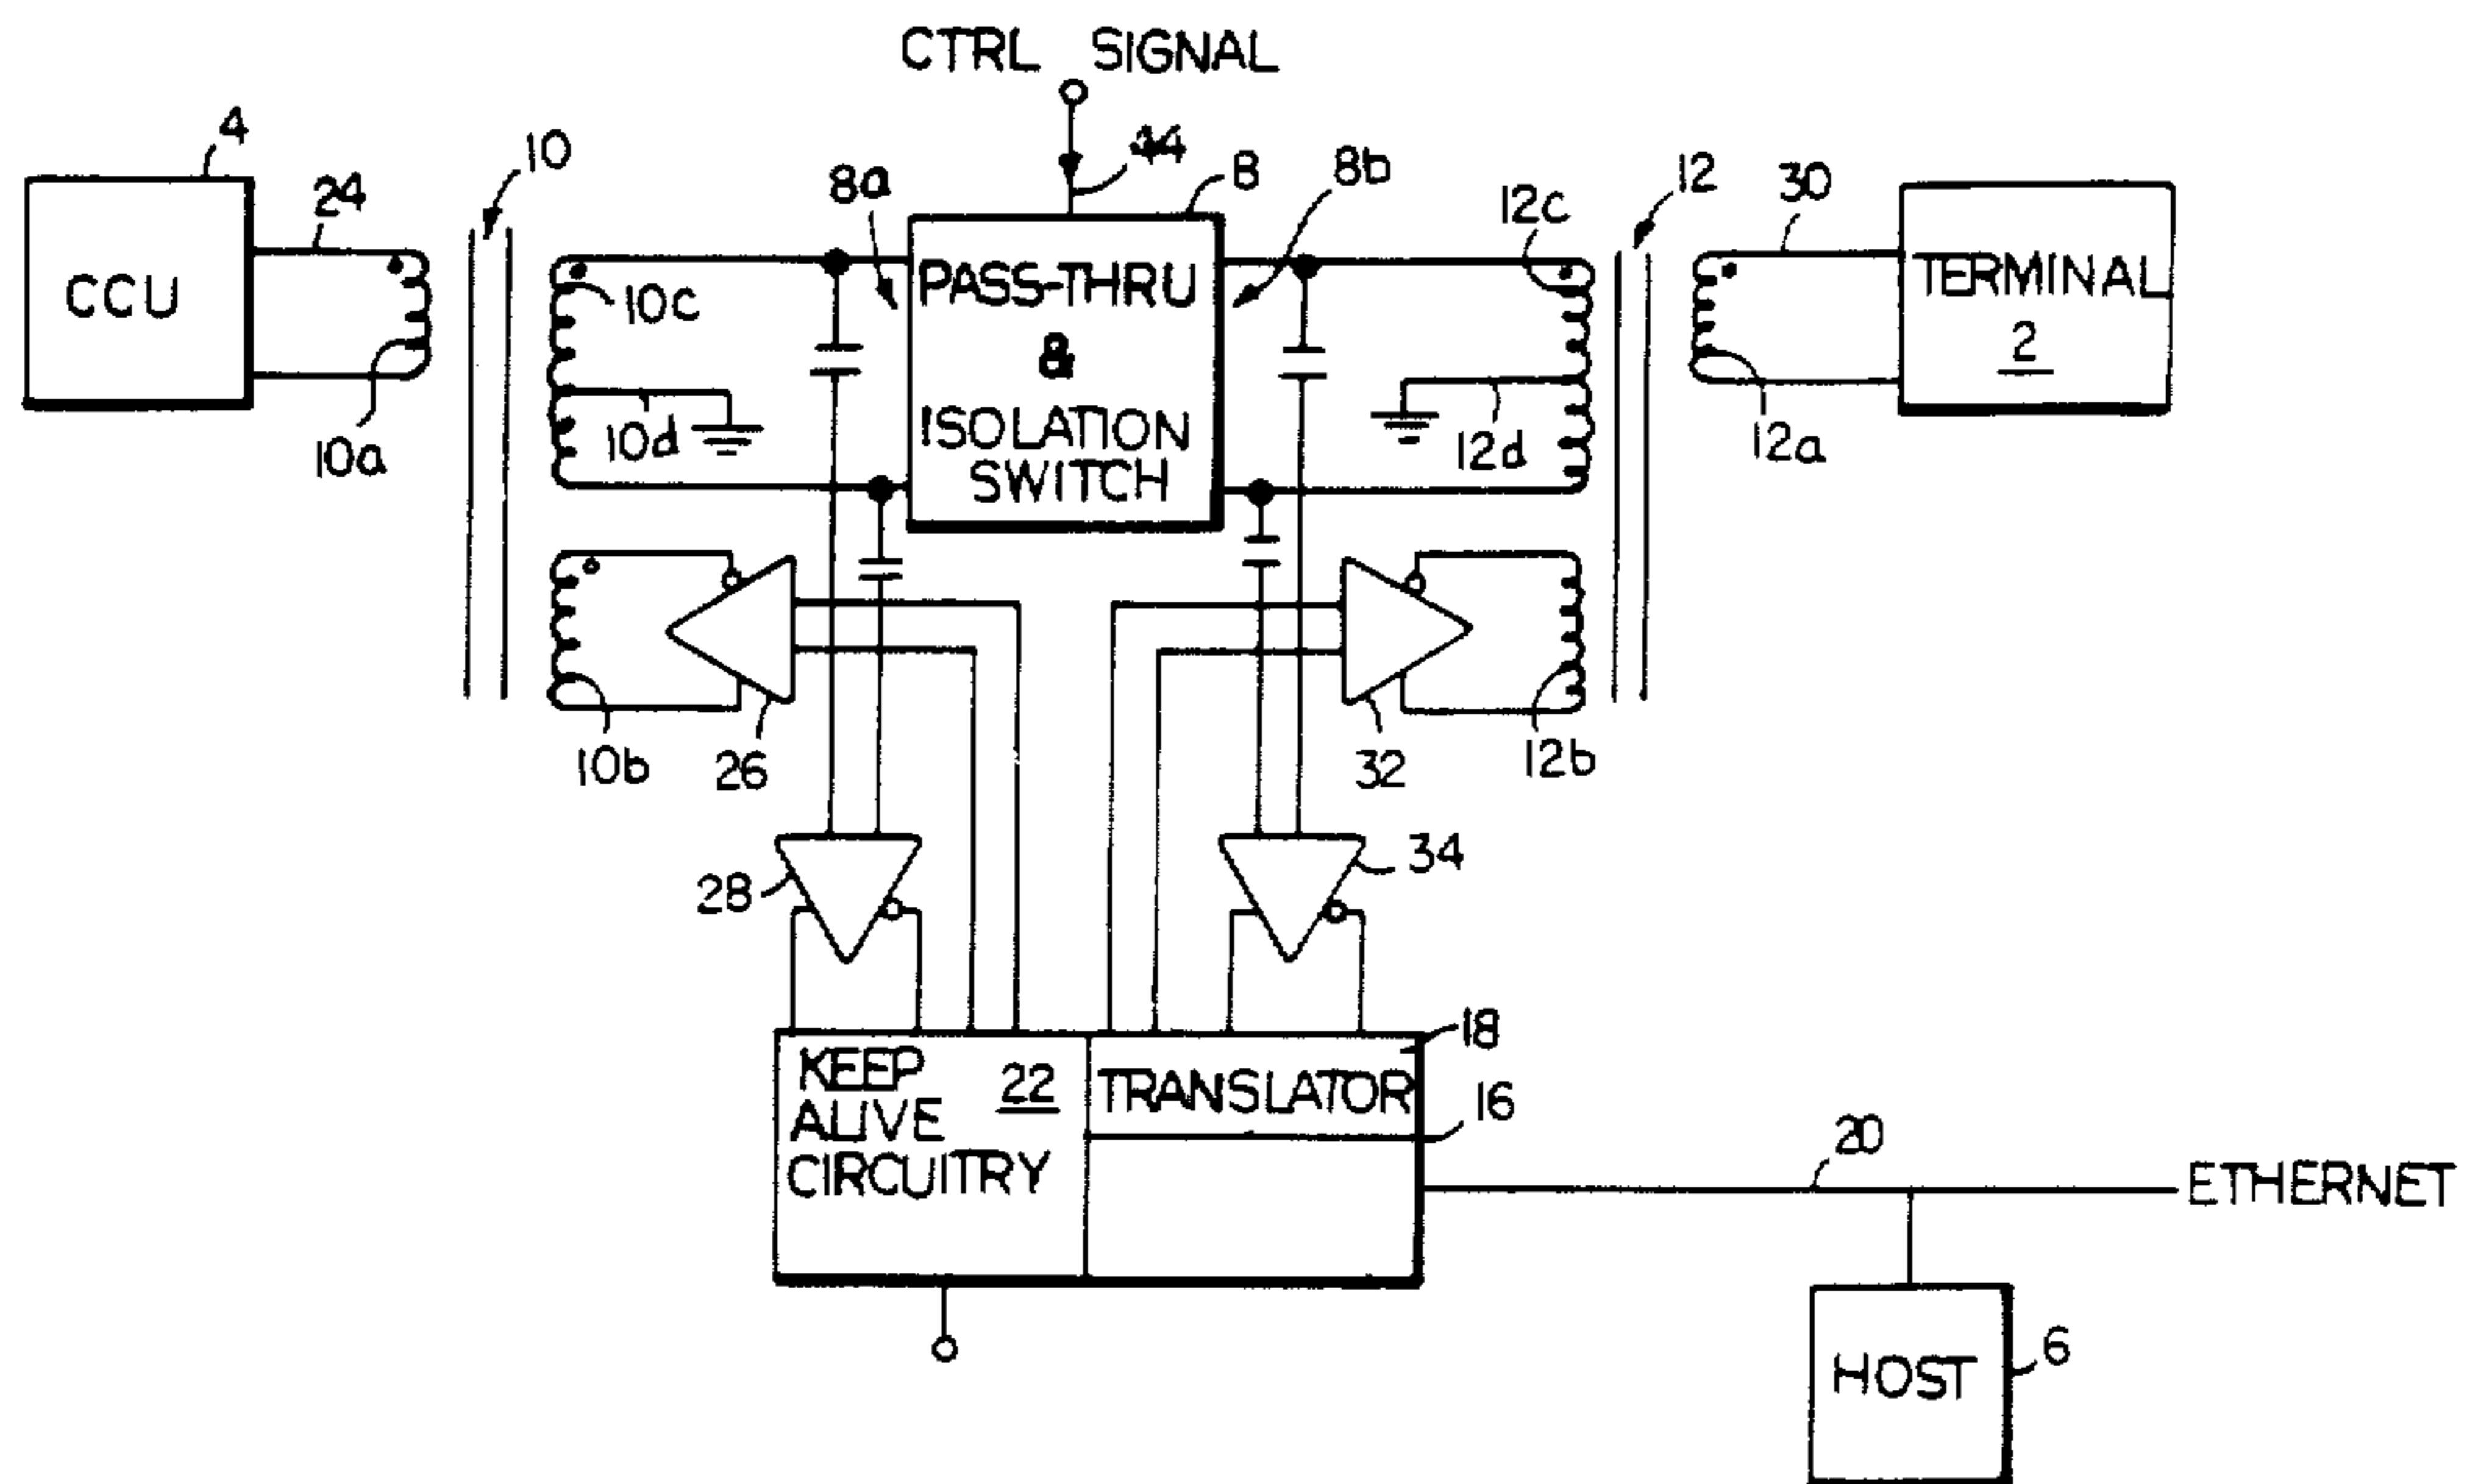 CTRL SIGNAL
4
10
44
8
8b
12
30
24
8a
12c
CCU
10c
PASS-THRU
&
ISOLATION
SWITCH
TERMINAL
2
10a
10d
12d
12a
10b
26
32
12b
28
34
18
KEEP
ALIVE
CIRCUITRY
22
TRANSLATOR
16
20
ETHERNET
HOST
6